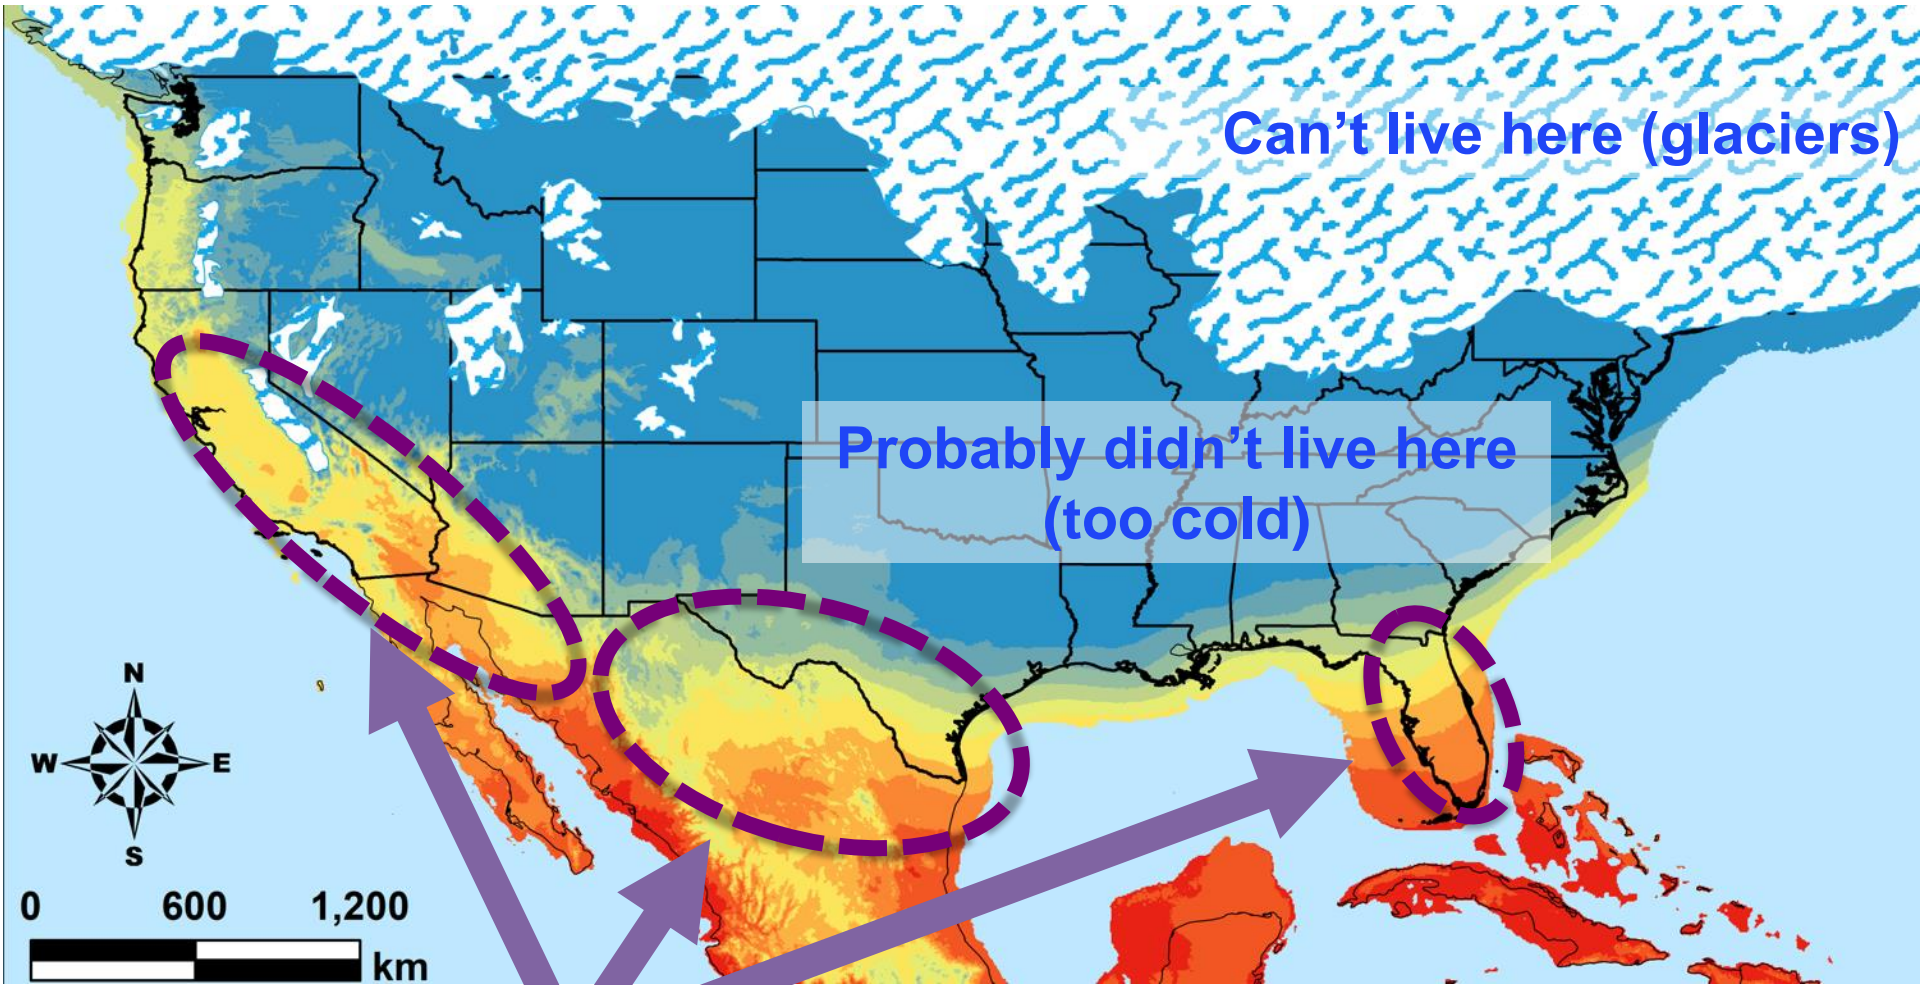 Can't live here (glaciers)
Probably didn't live here
(too cold)
N
W E
S
0 600 1,200
km